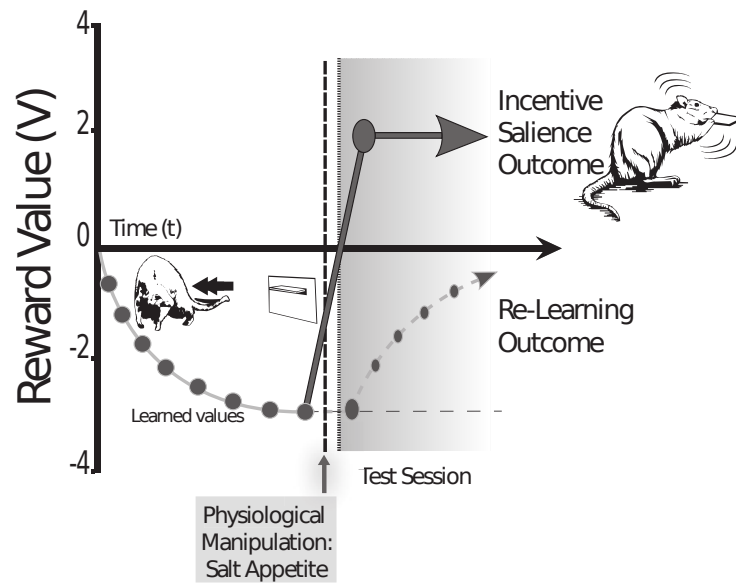 4
2
0
-2
-4
Reward Value (V)
Time (t)
Learned values
Incentive
Salience
Outcome
Re-Learning
Outcome
Test Session
Physiological
Manipulation:
Salt Appetite